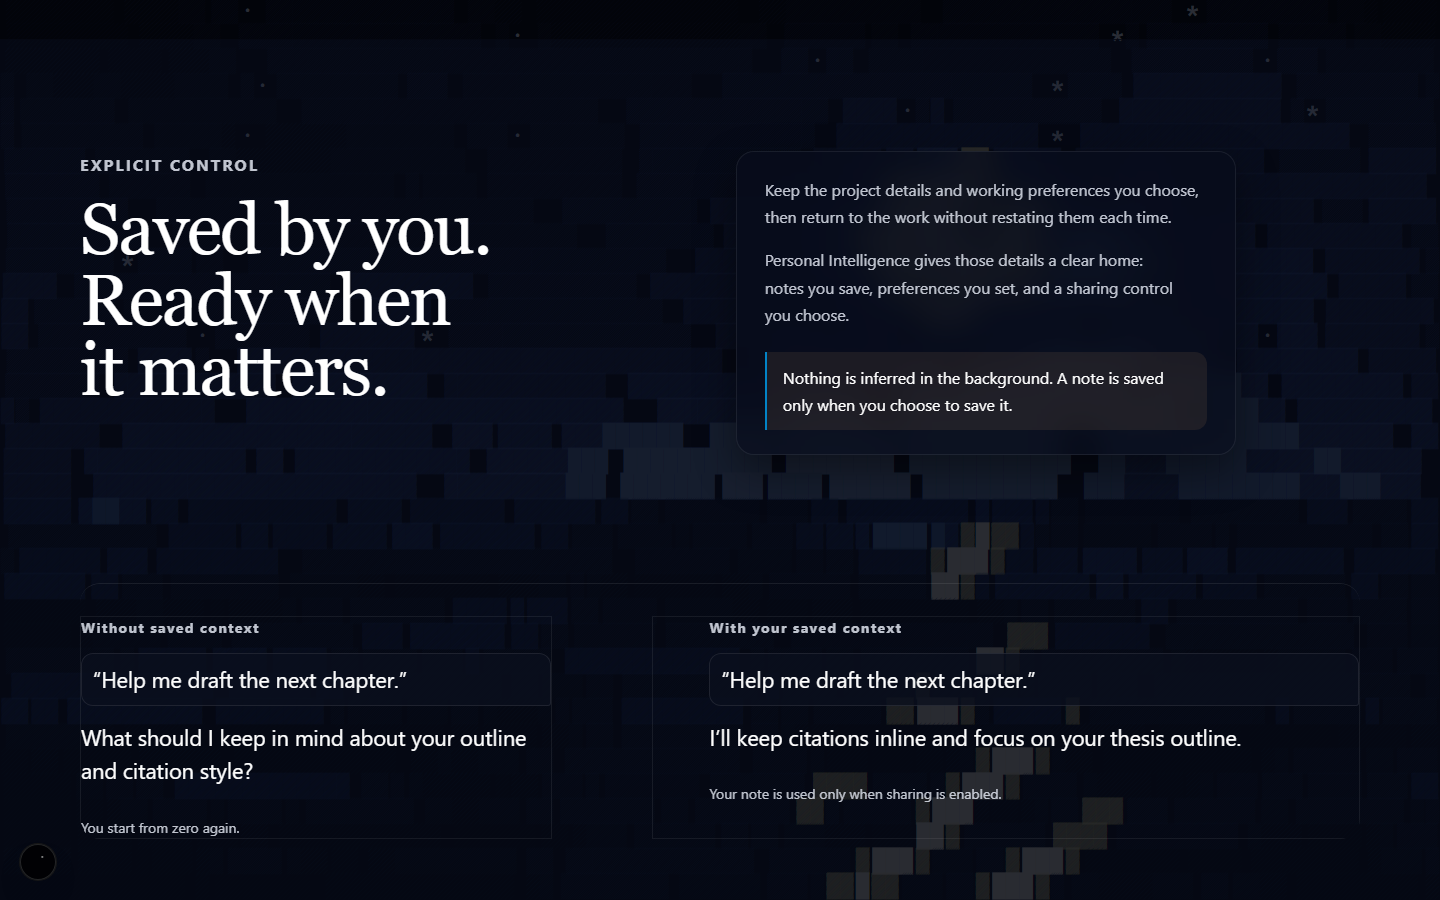 EXPLICIT CONTROL
Saved by you.
Ready when
it matters.
Keep the project details and working preferences you choose,
then return to the work without restating them each time.
Personal Intelligence gives those details a clear home:
notes you save, preferences you set, and a sharing control
you choose.
Nothing is inferred in the background. A note is saved
only when you choose to save it.
Without saved context
“Help me draft the next chapter.”
What should I keep in mind about your outline
and citation style?
You start from zero again.
With your saved context
“Help me draft the next chapter.”
I’ll keep citations inline and focus on your thesis outline.
Your note is used only when sharing is enabled.